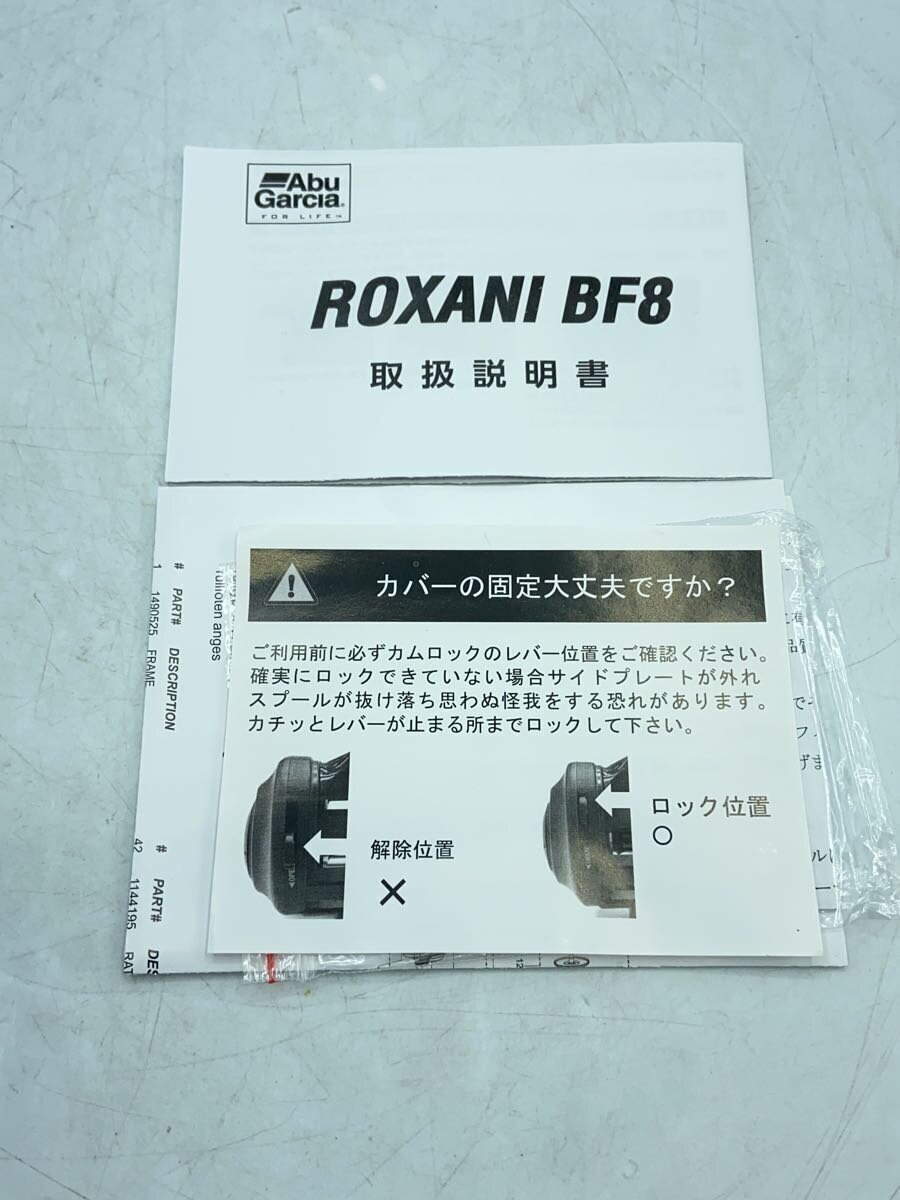 Abu
Garcia
FOR LIFE
ROXANI BF8
取扱説明書
カバーの固定大丈夫ですか？
ご利用前に必ずカムロックのレバー位置をご確認ください。
確実にロックできていない場合サイドプレートが外れ
スプールが抜け落ち思わぬ怪我をする恐れがあります。
カチッとレバーが止まる所までロックして下さい。
解除位置
×
ロック位置
○
OPEN
# PART# DESCRIPTION
1 1490525 FRAME
# PART# DES
42 1144195 RAT
anges
12